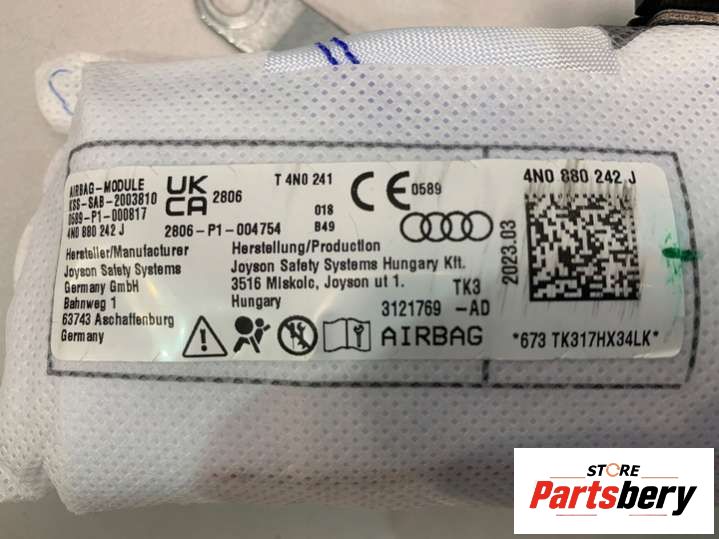 AIRBAG-MODULE
KSS-SAB-2003810
0589-P1-000817
4N0 880 242 J
UK
CA
2806
2806-P1-004754
T 4N0 241
018
B49
CE 0589
Hersteller/Manufacturer
Joyson Safety Systems
Germany GmbH
Bahnweg 1
63743 Aschaffenburg
Germany
Herstellung/Production
Joyson Safety Systems Hungary Kft.
3516 Miskolc, Joyson ut 1.
Hungary
TK3
3121769 -AD
AIRBAG
4N0 880 242 J
2023.03
*673 TK317HX34LK*
STORE
Partsbery